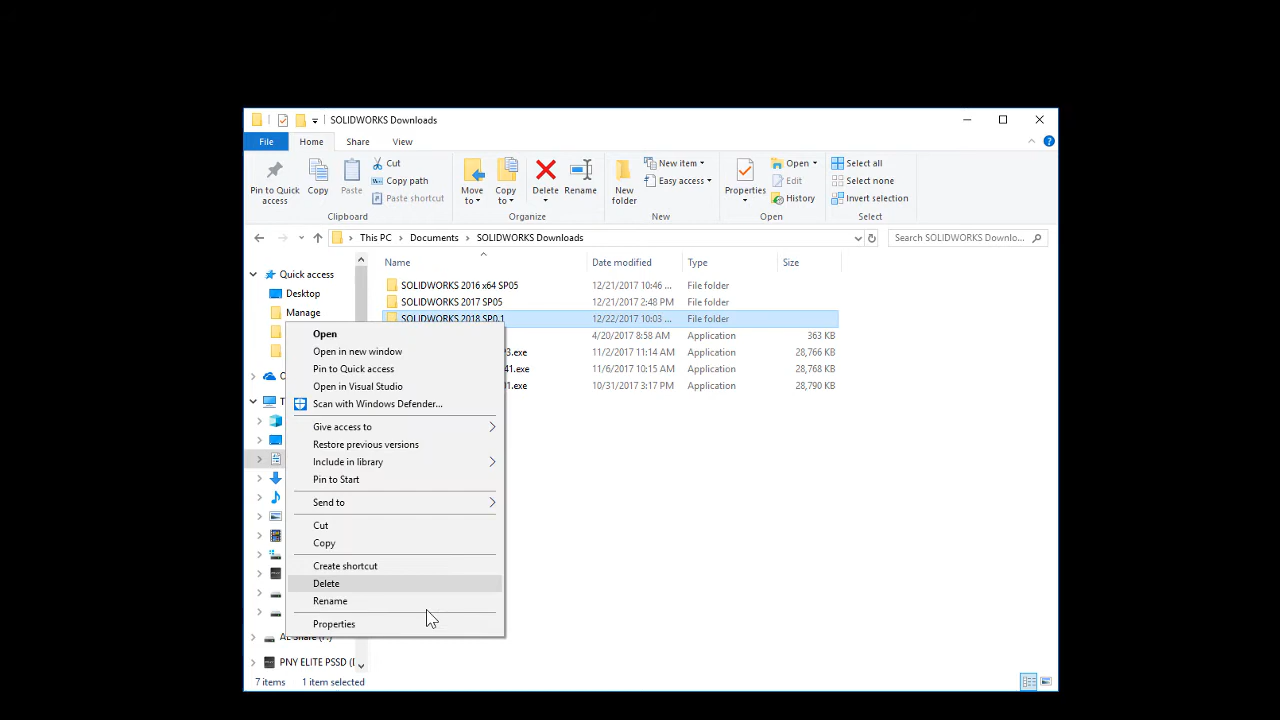 SOLIDWORKS Downloads
File Home Share View
Pin to Quick access
Copy
Paste
Cut
Copy path
Paste shortcut
Clipboard
Move to
Copy to
Delete
Rename
Organize
New folder
New item
Easy access
New
Properties
Open
Edit
History
Open
Select all
Select none
Invert selection
Select
This PC Documents SOLIDWORKS Downloads
Search SOLIDWORKS Downlo...
Name Date modified Type Size
Quick access
Desktop
Manage
SOLIDWORKS 2016 x64 SP05 12/21/2017 10:46 ... File folder
SOLIDWORKS 2017 SP05 12/21/2017 2:48 PM File folder
SOLIDWORKS 2018 SP0.1 12/22/2017 10:03 ... File folder
4/20/2017 8:58 AM Application 363 KB
P3.exe 11/2/2017 11:14 AM Application 28,766 KB
41.exe 11/6/2017 10:15 AM Application 28,768 KB
01.exe 10/31/2017 3:17 PM Application 28,790 KB
Open
Open in new window
Pin to Quick access
Open in Visual Studio
Scan with Windows Defender...
Give access to
Restore previous versions
Include in library
Pin to Start
Send to
Cut
Copy
Create shortcut
Delete
Rename
Properties
PNY ELITE PSSD (
7 items 1 item selected